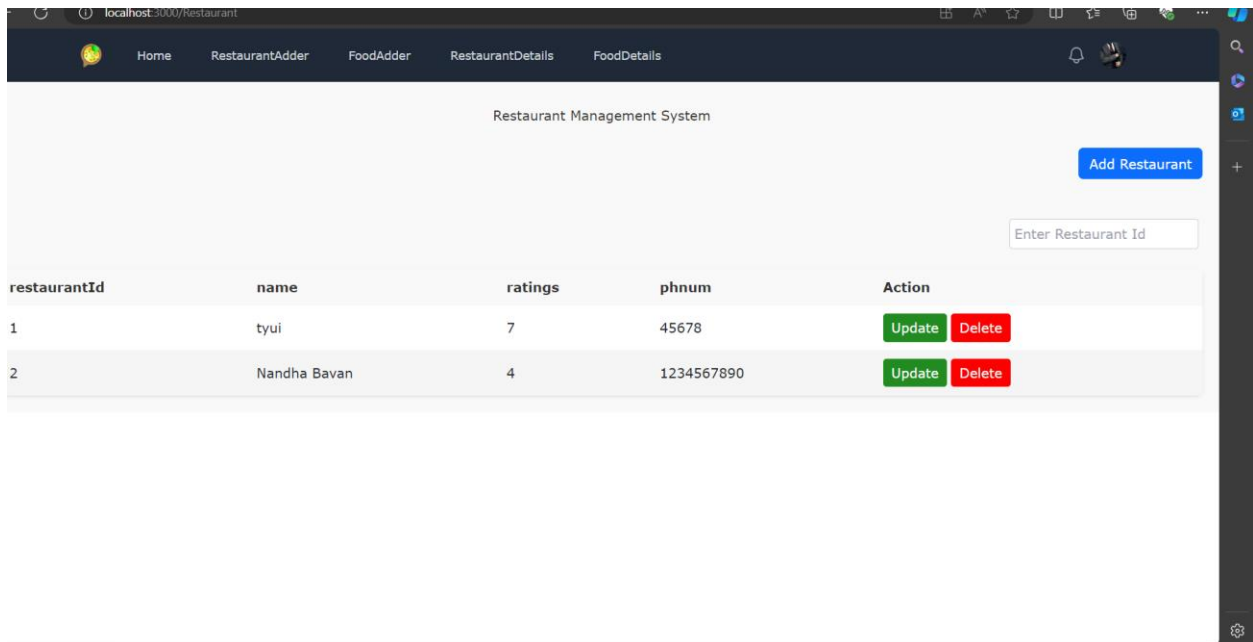 localhost:3000/Restaurant
Home RestaurantAdder FoodAdder RestaurantDetails FoodDetails
Restaurant Management System
Add Restaurant
Enter Restaurant Id
restaurantId name ratings phnum Action
1 tyui 7 45678 Update Delete
2 Nandha Bavan 4 1234567890 Update Delete